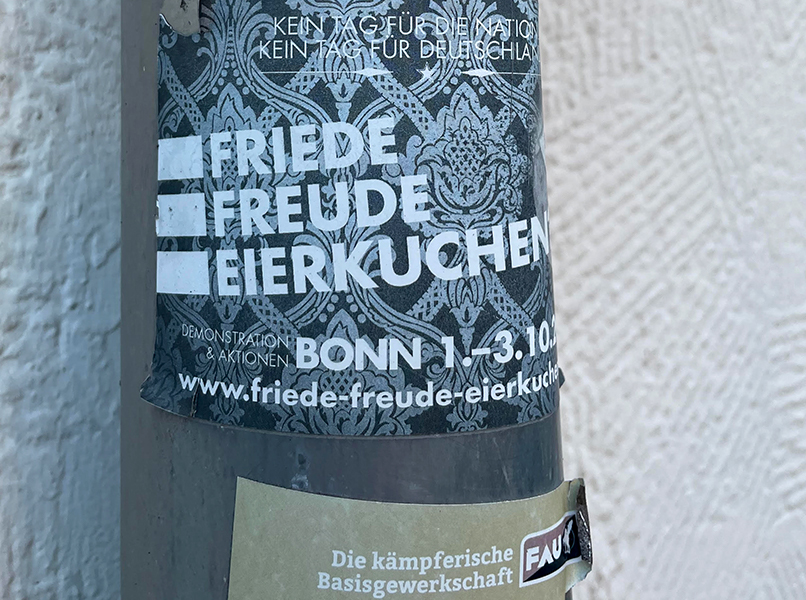 KEIN TAG FÜR DIE NATION
KEIN TAG FÜR DEUTSCHLAN
FRIEDE
FREUDE
EIERKUCHEN
DEMONSTRATION
& AKTIONEN
BONN 1.–3.10.
www.friede-freude-eierkuche
Die kämpferische
Basisgewerkschaft
FAU